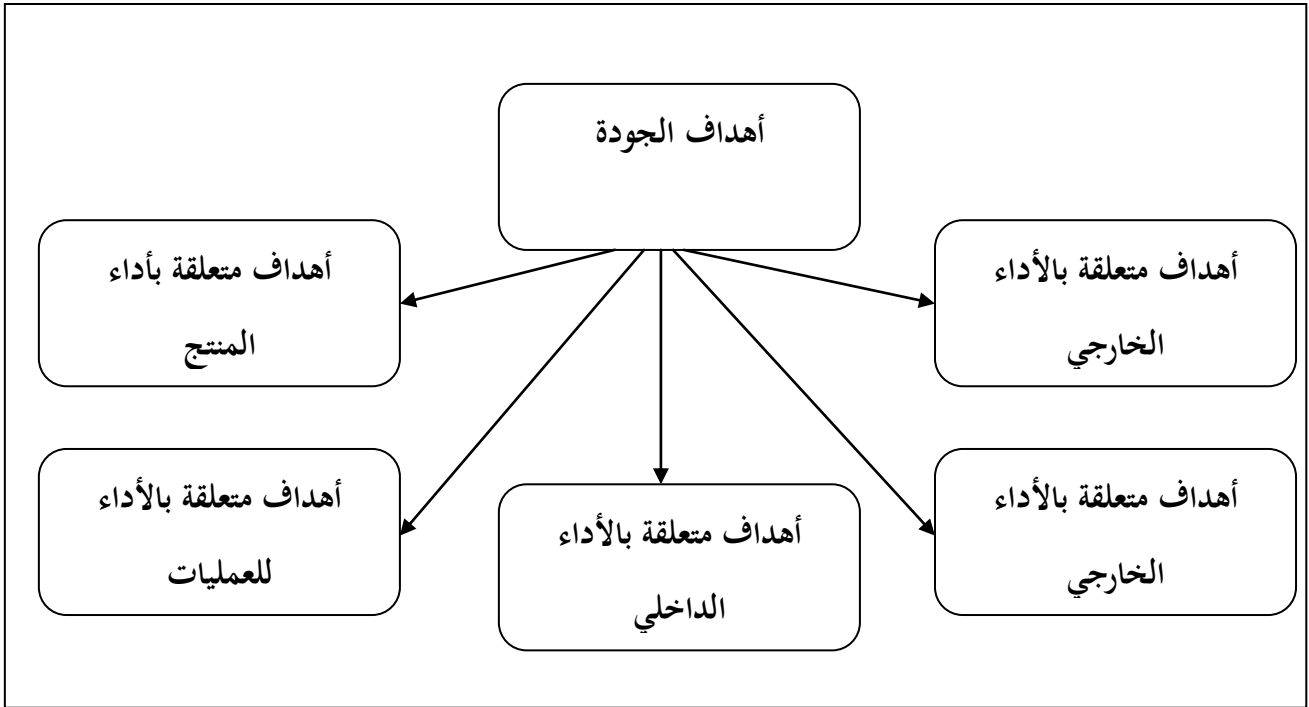 أهداف الجودة
أهداف متعلقة بالأداء
الخارجي
أهداف متعلقة بأداء
المنتج
أهداف متعلقة بالأداء
الخارجي
أهداف متعلقة بالأداء
الداخلي
أهداف متعلقة بالأداء
للعمليات